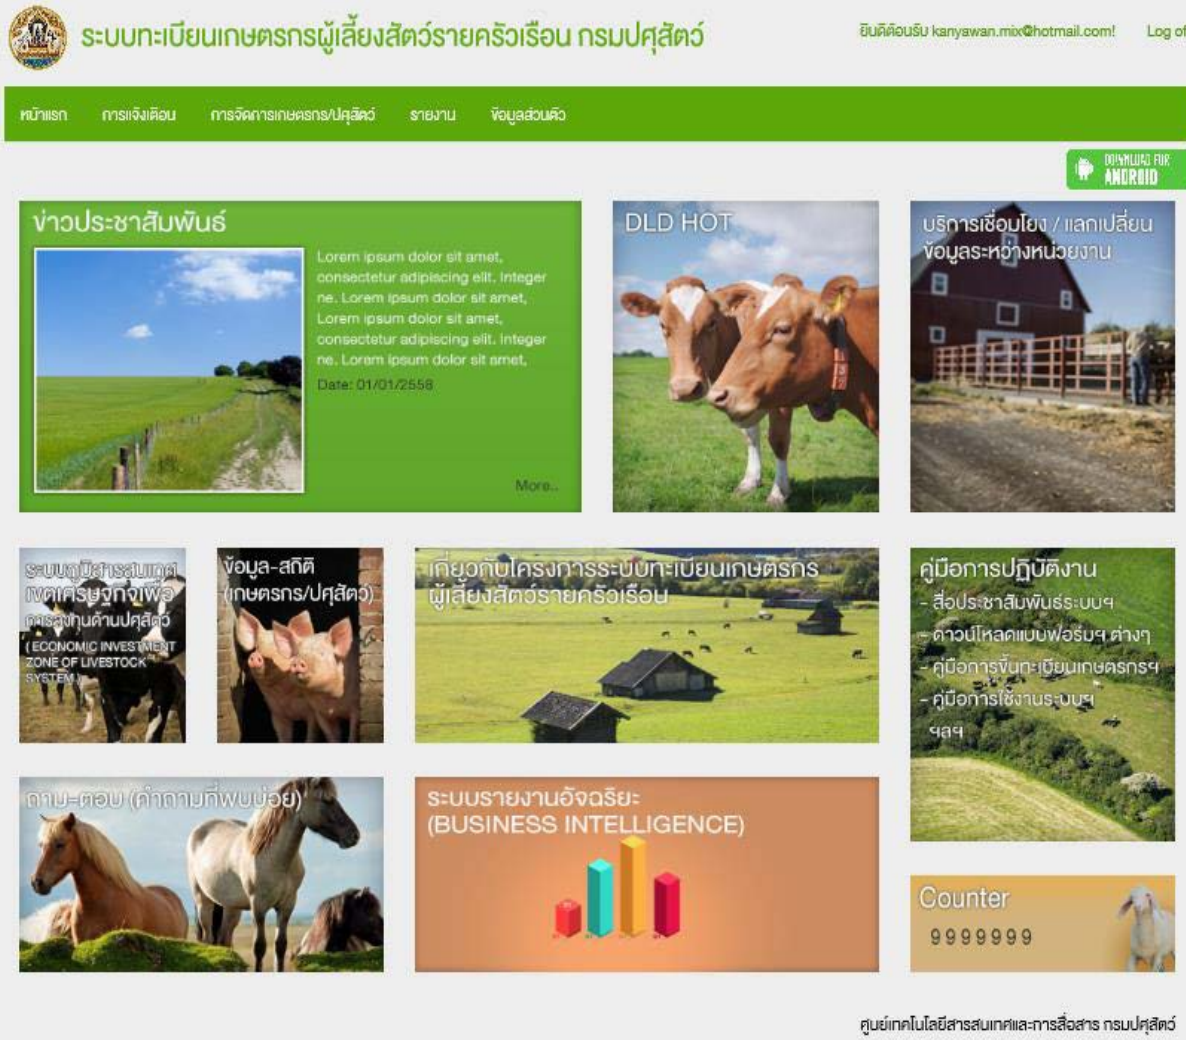 ระบบทะเบียนเกษตรกรผู้เลี้ยงสัตว์รายครัวเรือน กรมปศุสัตว์
ยินดีต้อนรับ kanyawan.mix@hotmail.com! Log of
หน้าแรก การแจ้งเตือน การจัดการเกษตรกร/ปศุสัตว์ รายงาน ข้อมูลส่วนตัว
DOWNLOAD FOR
ANDROID
ข่าวประชาสัมพันธ์
Lorem ipsum dolor sit amet,
consectetur adipiscing elit. Integer
ne. Lorem ipsum dolor sit amet,
Lorem ipsum dolor sit amet,
consectetur adipiscing elit. Integer
ne. Lorem ipsum dolor sit amet,
Date: 01/01/2558
More..
DLD HOT
บริการเชื่อมโยง / แลกเปลี่ยน
ข้อมูลระหว่างหน่วยงาน
ระบบภูมิสารสนเทศ
เขตเศรษฐกิจเพื่อ
การลงทุนด้านปศุสัตว์
( ECONOMIC INVESTMENT
ZONE OF LIVESTOCK
SYSTEM )
ข้อมูล-สถิติ
(เกษตรกร/ปศุสัตว์)
เกี่ยวกับโครงการระบบทะเบียนเกษตรกร
ผู้เลี้ยงสัตว์รายครัวเรือน
คู่มือการปฏิบัติงาน
- สื่อประชาสัมพันธ์ระบบฯ
- ดาวน์โหลดแบบฟอร์มฯ ต่างๆ
- คู่มือการขึ้นทะเบียนเกษตรกรฯ
- คู่มือการใช้งานระบบฯ
ฯลฯ
ถาม-ตอบ (คำถามที่พบบ่อย)
ระบบรายงานอัจฉริยะ
(BUSINESS INTELLIGENCE)
Counter
9999999
ศูนย์เทคโนโลยีสารสนเทศและการสื่อสาร กรมปศุสัตว์